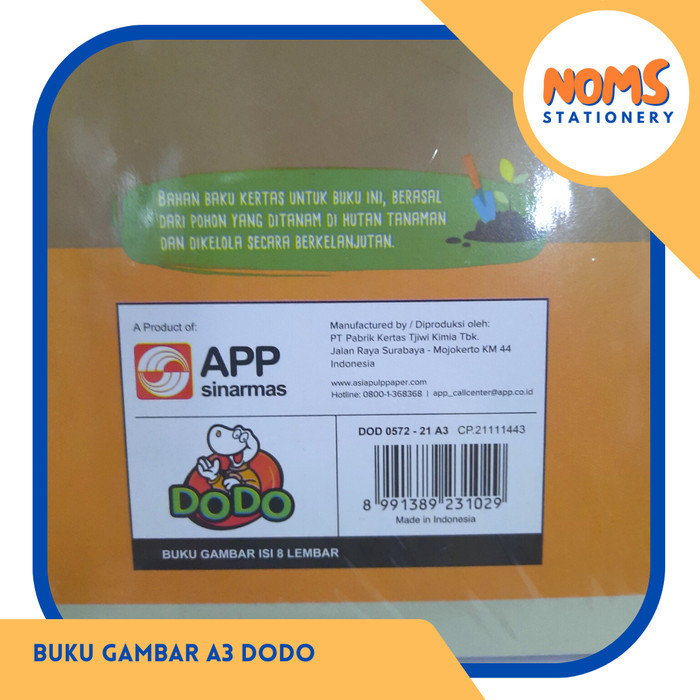 NOMS
STATIONERY
BAHAN BAKU KERTAS UNTUK BUKU INI, BERASAL
DARI POHON YANG DITANAM DI HUTAN TANAMAN
DAN DIKELOLA SECARA BERKELANJUTAN.
A Product of:
APP
sinarmas
Manufactured by / Diproduksi oleh:
PT Pabrik Kertas Tjiwi Kimia Tbk.
Jalan Raya Surabaya - Mojokerto KM 44
Indonesia
www.asiapulppaper.com
Hotline: 0800-1-368368 | app_callcenter@app.co.id
DODO
DOD 0572 - 21 A3 CP.21111443
8 991389 231029
Made in Indonesia
BUKU GAMBAR ISI 8 LEMBAR
BUKU GAMBAR A3 DODO